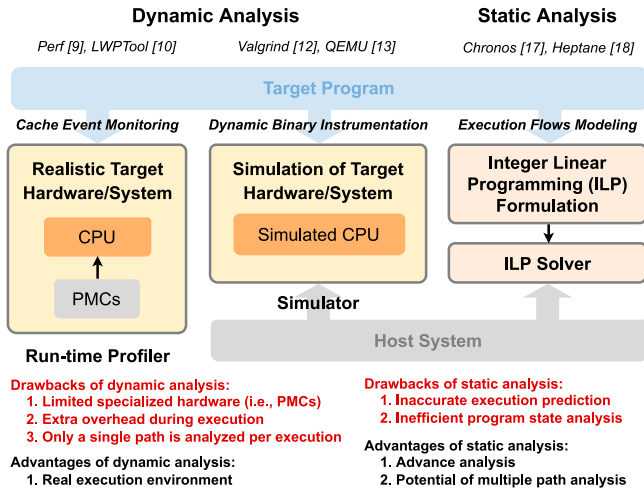 Dynamic Analysis
Static Analysis
Perf [9], LWPTool [10]
Valgrind [12], QEMU [13]
Chronos [17], Heptane [18]
Target Program
Cache Event Monitoring
Dynamic Binary Instrumentation
Execution Flows Modeling
Realistic Target
Hardware/System
CPU
PMCs
Simulation of Target
Hardware/System
Simulated CPU
Integer Linear
Programming (ILP)
Formulation
ILP Solver
Simulator
Host System
Run-time Profiler
Drawbacks of dynamic analysis:
1. Limited specialized hardware (i.e., PMCs)
2. Extra overhead during execution
3. Only a single path is analyzed per execution
Advantages of dynamic analysis:
1. Real execution environment
Drawbacks of static analysis:
1. Inaccurate execution prediction
2. Inefficient program state analysis
Advantages of static analysis:
1. Advance analysis
2. Potential of multiple path analysis